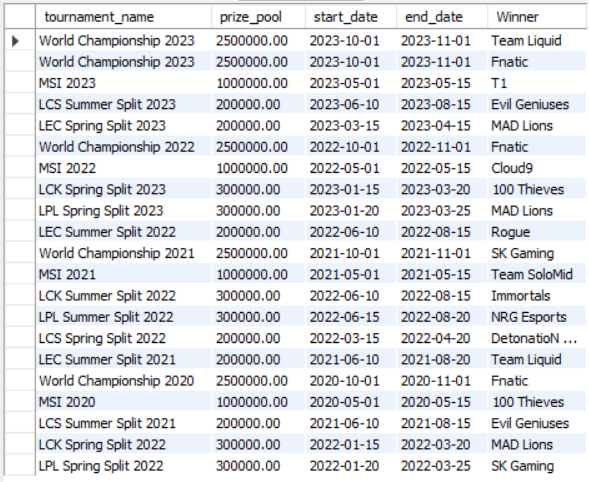 tournament_name prize_pool start_date end_date Winner
World Championship 2023 2500000.00 2023-10-01 2023-11-01 Team Liquid
World Championship 2023 2500000.00 2023-10-01 2023-11-01 Fnatic
MSI 2023 1000000.00 2023-05-01 2023-05-15 T1
LCS Summer Split 2023 200000.00 2023-06-10 2023-08-15 Evil Geniuses
LEC Spring Split 2023 200000.00 2023-03-15 2023-04-15 MAD Lions
World Championship 2022 2500000.00 2022-10-01 2022-11-01 Fnatic
MSI 2022 1000000.00 2022-05-01 2022-05-15 Cloud9
LCK Spring Split 2023 300000.00 2023-01-15 2023-03-20 100 Thieves
LPL Spring Split 2023 300000.00 2023-01-20 2023-03-25 MAD Lions
LEC Summer Split 2022 200000.00 2022-06-10 2022-08-15 Rogue
World Championship 2021 2500000.00 2021-10-01 2021-11-01 SK Gaming
MSI 2021 1000000.00 2021-05-01 2021-05-15 Team SoloMid
LCK Summer Split 2022 300000.00 2022-06-10 2022-08-15 Immortals
LPL Summer Split 2022 300000.00 2022-06-15 2022-08-20 NRG Esports
LCS Spring Split 2022 200000.00 2022-03-15 2022-04-20 DetonatioN ...
LEC Summer Split 2021 200000.00 2021-06-10 2021-08-20 Team Liquid
World Championship 2020 2500000.00 2020-10-01 2020-11-01 Fnatic
MSI 2020 1000000.00 2020-05-01 2020-05-15 100 Thieves
LCS Summer Split 2021 200000.00 2021-06-10 2021-08-15 Evil Geniuses
LCK Spring Split 2022 300000.00 2022-01-15 2022-03-20 MAD Lions
LPL Spring Split 2022 300000.00 2022-01-20 2022-03-25 SK Gaming